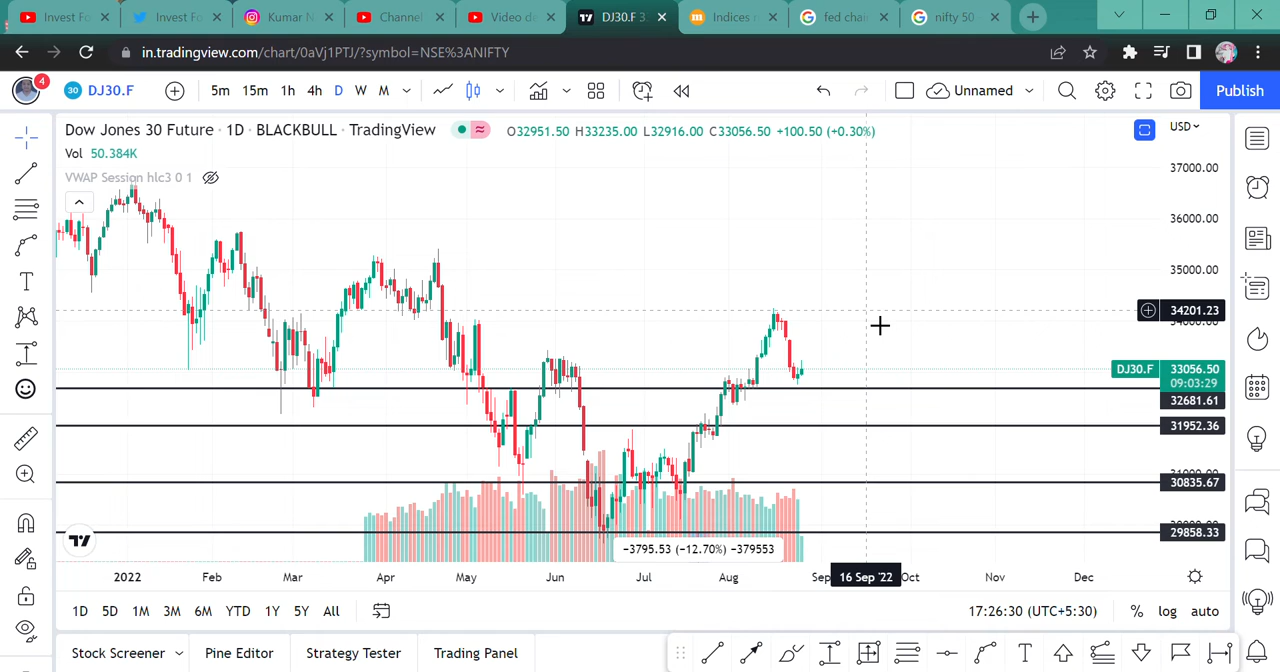 Invest Fo
Invest Fo
Kumar N
Channel
Video de
DJ30.F 3
Indices
fed chai
nifty 50
in.tradingview.com/chart/0aVj1PTJ/?symbol=NSE%3ANIFTY
4
30 DJ30.F
5m 15m 1h 4h D W M
Unnamed
Publish
Dow Jones 30 Future · 1D · BLACKBULL · TradingView
O32951.50 H33235.00 L32916.00 C33056.50 +100.50 (+0.30%)
USD
Vol 50.384K
VWAP Session hlc3 0 1
37000.00
36000.00
35000.00
34201.23
34000.00
DJ30.F 33056.50
09:03:29
32681.61
31952.36
31000.00
30835.67
29858.33
−3795.53 (−12.70%) −379553
2022 Feb Mar Apr May Jun Jul Aug Sep 16 Sep '22 Oct Nov Dec
1D 5D 1M 3M 6M YTD 1Y 5Y All
17:26:30 (UTC+5:30) % log auto
Stock Screener Pine Editor Strategy Tester Trading Panel